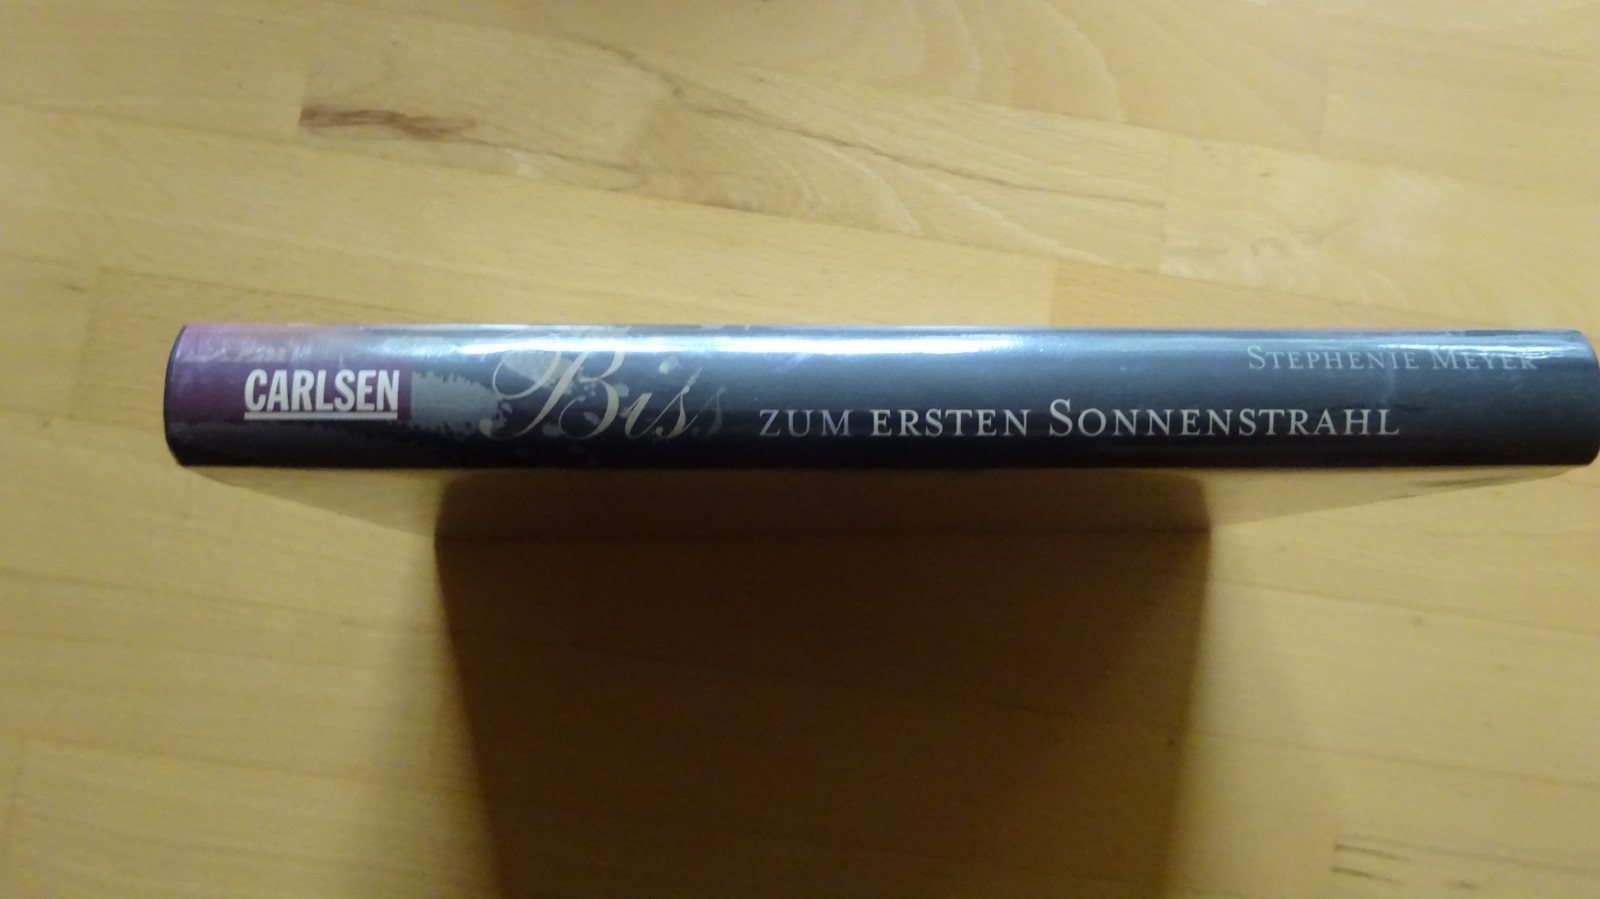 CARLSEN
Biss ZUM ERSTEN SONNENSTRAHL
STEPHENIE MEYER